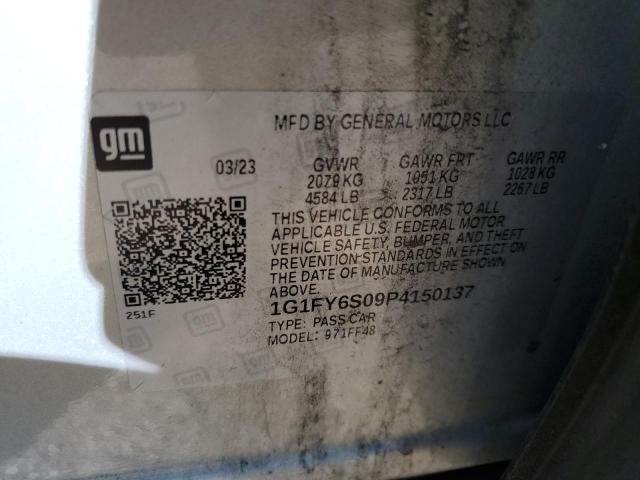 gm
MFD BY GENERAL MOTORS LLC
03/23 GVWR GAWR FRT GAWR RR
2079 KG 1051 KG 1028 KG
4584 LB 2317 LB 2267 LB
THIS VEHICLE CONFORMS TO ALL
APPLICABLE U.S. FEDERAL MOTOR
VEHICLE SAFETY, BUMPER, AND THEFT
PREVENTION STANDARDS IN EFFECT ON
THE DATE OF MANUFACTURE SHOWN
ABOVE.
251F
1G1FY6S09P4150137
TYPE: PASS CAR
MODEL: 971FF48